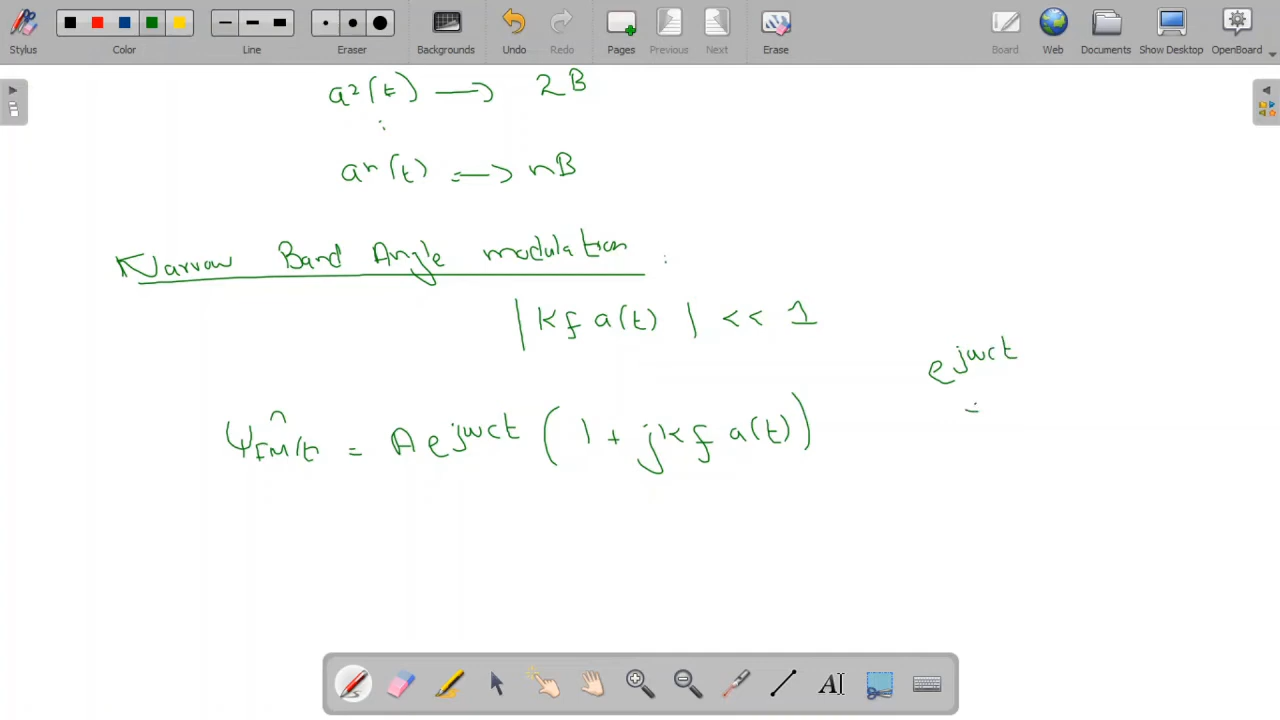 Stylus Color Line Eraser Backgrounds Undo Redo Pages Previous Next Erase Board Web Documents Show Desktop OpenBoard
a²(t) → 2B
:
aⁿ(t) → nB
Narrow Band Angle modulation :
|kf a(t)| << 1
e^jωct
=
ψ̂FM(t) = A e^jωct (1 + jkf a(t))